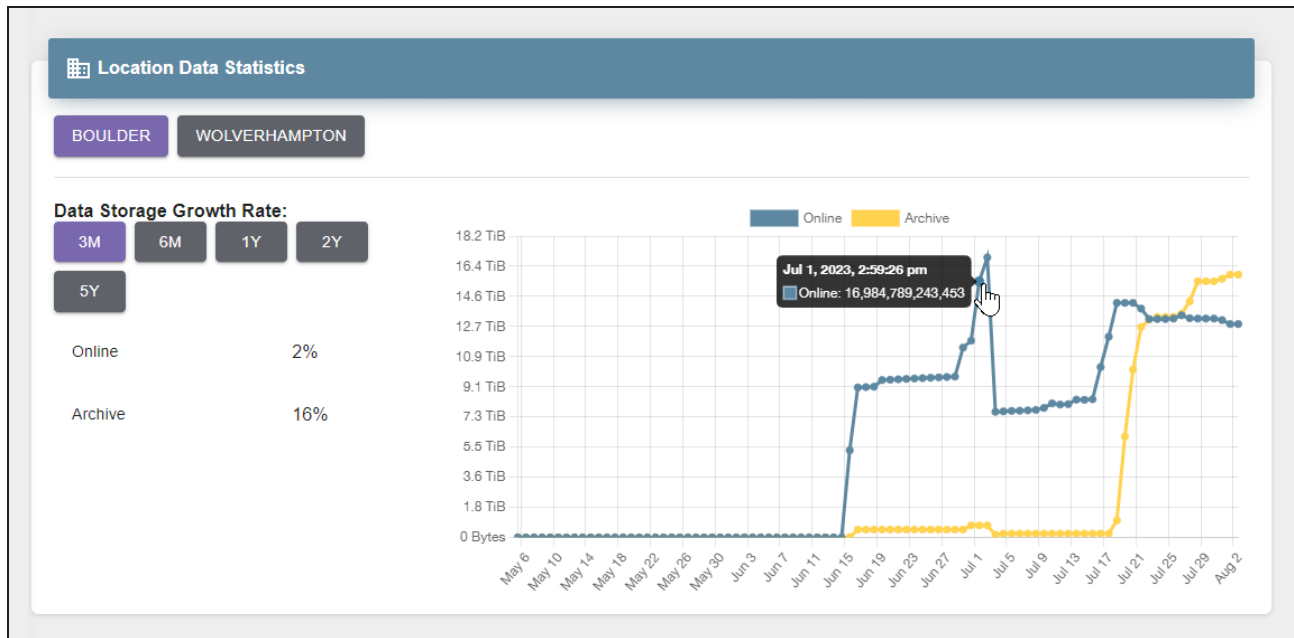 Location Data Statistics
BOULDER
WOLVERHAMPTON
Data Storage Growth Rate:
3M
6M
1Y
2Y
5Y
Online
2%
Archive
16%
Online
Archive
18.2 TiB
16.4 TiB
14.6 TiB
12.7 TiB
10.9 TiB
9.1 TiB
7.3 TiB
5.5 TiB
3.6 TiB
1.8 TiB
0 Bytes
Jul 1, 2023, 2:59:26 pm
Online: 16,984,789,243,453
May 6
May 10
May 14
May 18
May 22
May 26
May 30
Jun 3
Jun 7
Jun 11
Jun 15
Jun 19
Jun 23
Jun 27
Jul 1
Jul 5
Jul 9
Jul 13
Jul 17
Jul 21
Jul 25
Jul 29
Aug 2